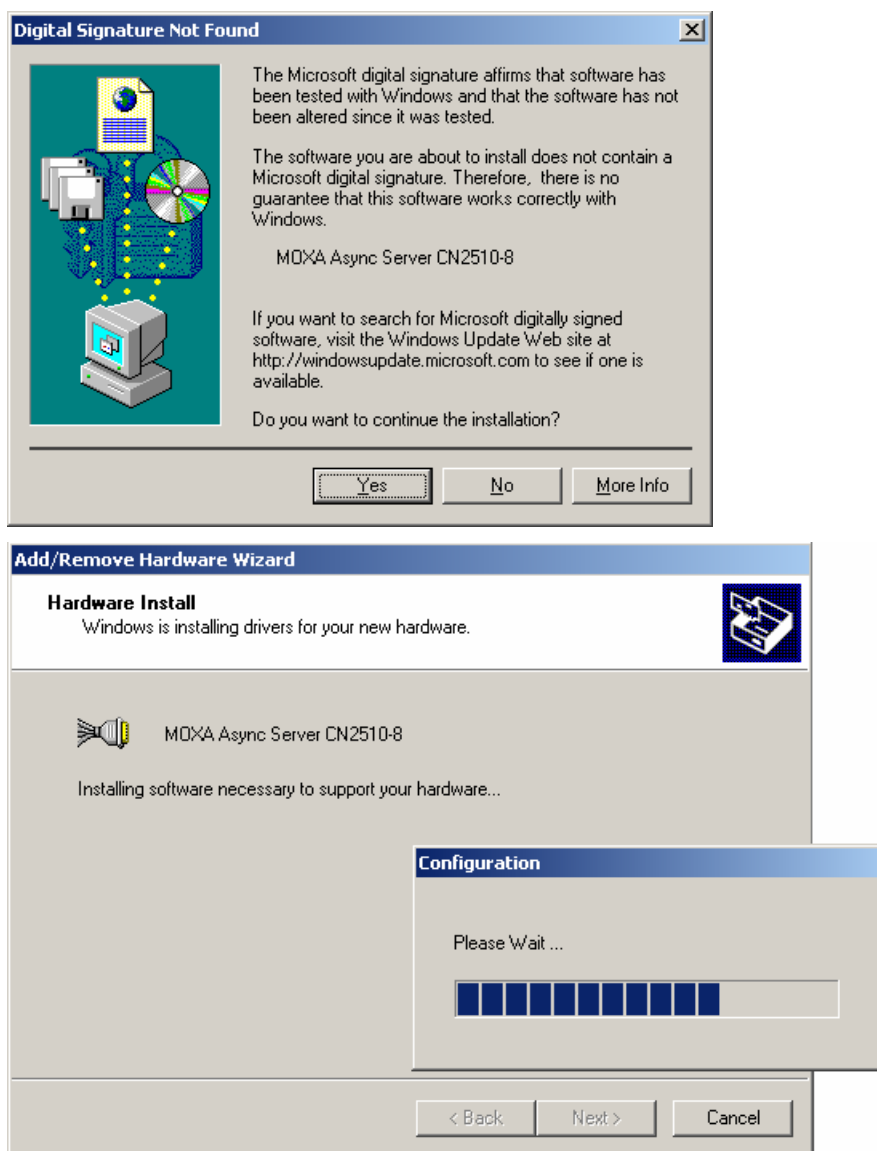 Digital Signature Not Found
The Microsoft digital signature affirms that software has
been tested with Windows and that the software has not
been altered since it was tested.
The software you are about to install does not contain a
Microsoft digital signature. Therefore, there is no
guarantee that this software works correctly with
Windows.
MOXA Async Server CN2510-8
If you want to search for Microsoft digitally signed
software, visit the Windows Update Web site at
http://windowsupdate.microsoft.com to see if one is
available.
Do you want to continue the installation?
Yes
No
More Info
Add/Remove Hardware Wizard
Hardware Install
Windows is installing drivers for your new hardware.
MOXA Async Server CN2510-8
Installing software necessary to support your hardware...
Configuration
Please Wait ...
< Back
Next >
Cancel